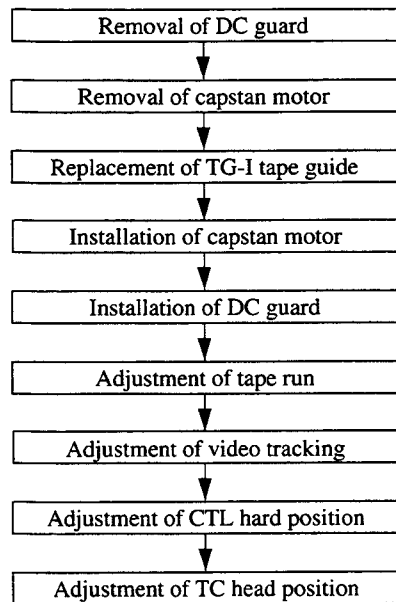 Removal of DC guard
Removal of capstan motor
Replacement of TG-I tape guide
Installation of capstan motor
Installation of DC guard
Adjustment of tape run
Adjustment of video tracking
Adjustment of CTL hard position
Adjustment of TC head position